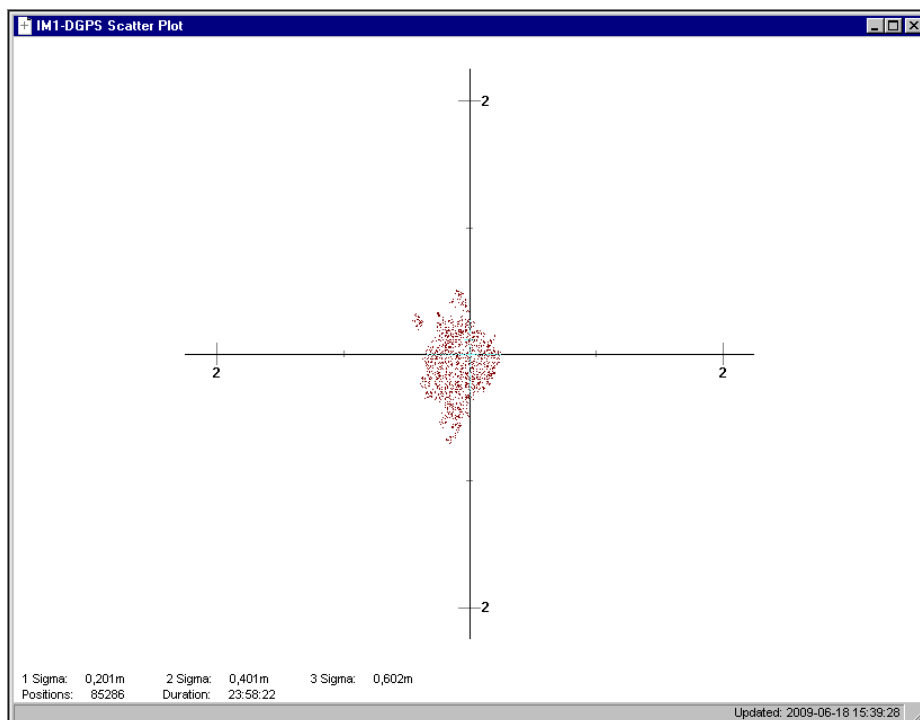 IM1-DGPS Scatter Plot
2
2 2
2
1 Sigma: 0,201m 2 Sigma: 0,401m 3 Sigma: 0,602m
Positions: 85286 Duration: 23:58:22
Updated: 2009-06-18 15:39:28